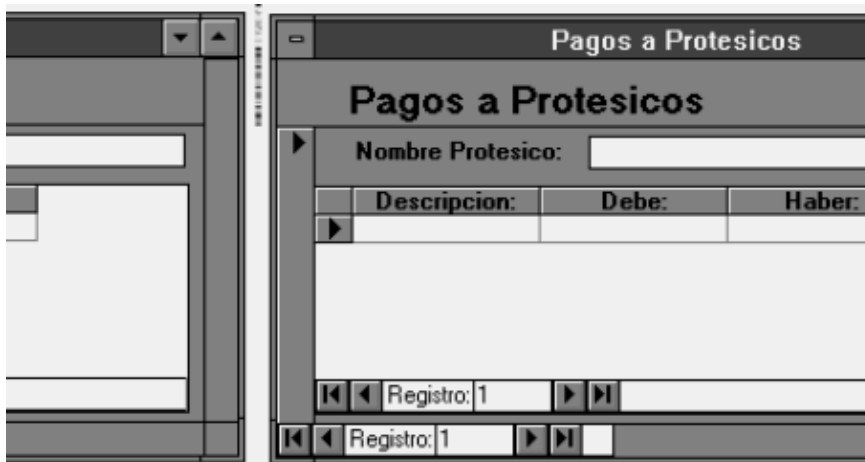 Pagos a Protesicos
Pagos a Protesicos
Nombre Protesico:
Descripcion: Debe: Haber:
Registro: 1
Registro: 1